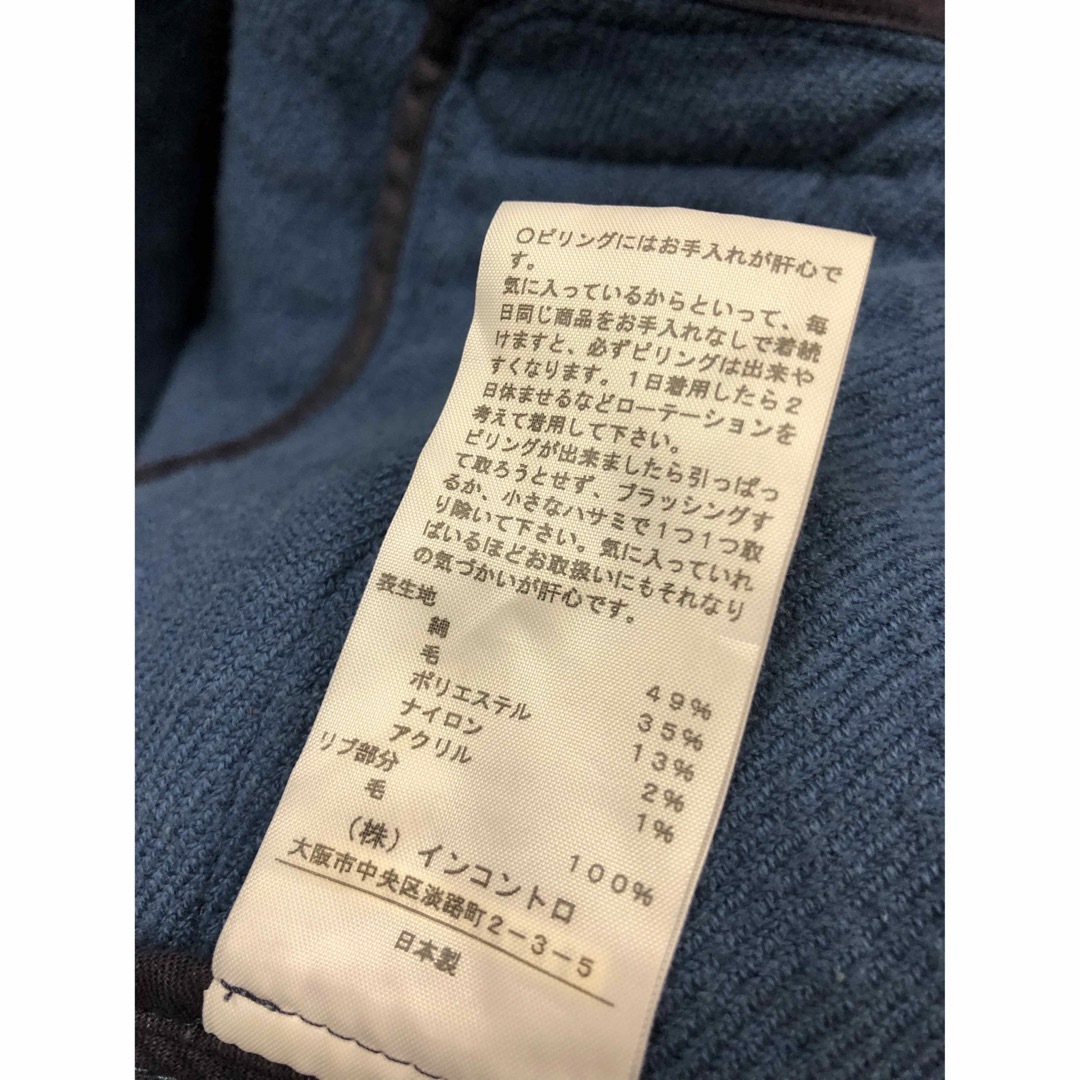 〇ピリングにはお手入れが肝心で
す。
気に入っているからといって、毎
日同じ商品をお手入れなしで着続
けますと、必ずピリングは出来や
すくなります。1日着用したら2
日休ませるなどローテーションを
考えて着用して下さい。
ピリングが出来ましたら引っぱっ
て取ろうとせず、ブラッシングす
るか、小さなハサミで1つ1つ取
り除いて下さい。気に入っていれ
ばいるほどお取扱いにもそれなり
の気づかいが肝心です。
表生地
綿 49%
毛 35%
ポリエステル 13%
ナイロン 2%
アクリル 1%
リブ部分
毛 100%
(株)インコントロ
大阪市中央区淡路町2-3-5
日本製